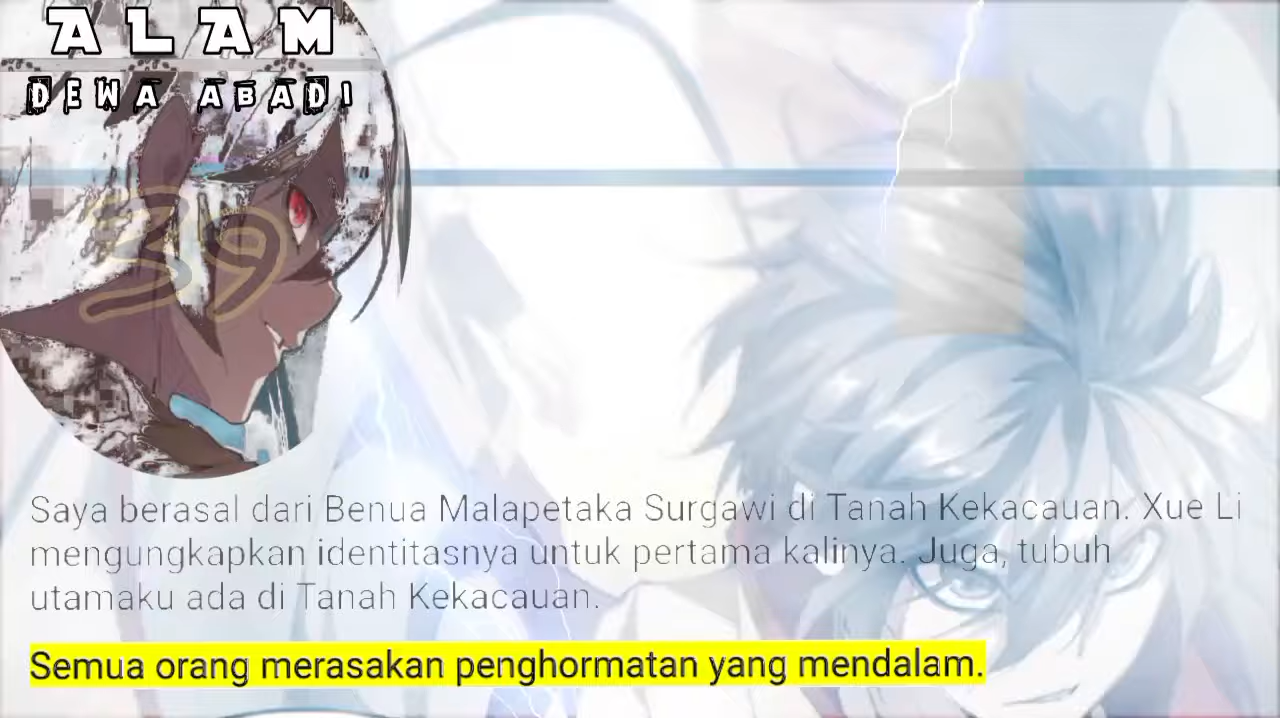 ALAM
DEWA ABADI
39
Saya berasal dari Benua Malapetaka Surgawi di Tanah Kekacauan. Xue Li
mengungkapkan identitasnya untuk pertama kalinya. Juga, tubuh
utamaku ada di Tanah Kekacauan.
Semua orang merasakan penghormatan yang mendalam.